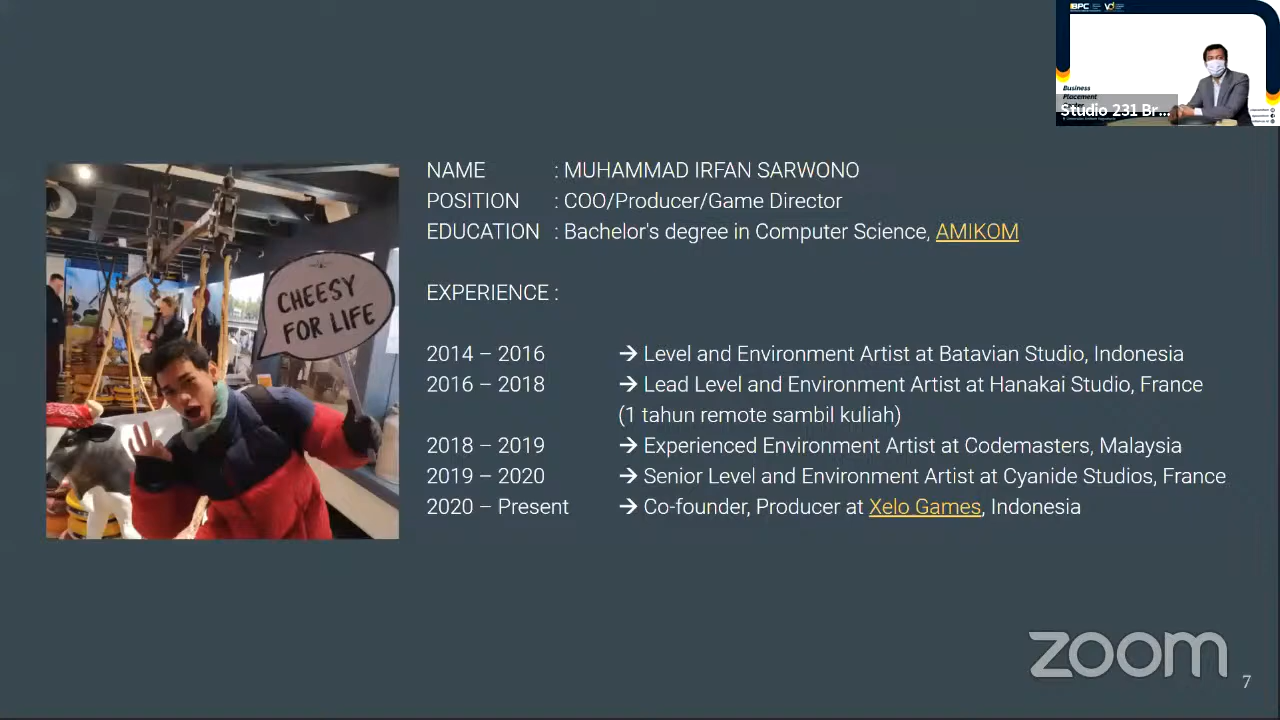 BPC
Business
Placement
Studio 231 Br...
NAME : MUHAMMAD IRFAN SARWONO
POSITION : COO/Producer/Game Director
EDUCATION : Bachelor's degree in Computer Science, AMIKOM
CHEESY
FOR LIFE
EXPERIENCE :
2014 – 2016 → Level and Environment Artist at Batavian Studio, Indonesia
2016 – 2018 → Lead Level and Environment Artist at Hanakai Studio, France
(1 tahun remote sambil kuliah)
2018 – 2019 → Experienced Environment Artist at Codemasters, Malaysia
2019 – 2020 → Senior Level and Environment Artist at Cyanide Studios, France
2020 – Present → Co-founder, Producer at Xelo Games, Indonesia
zoom
7